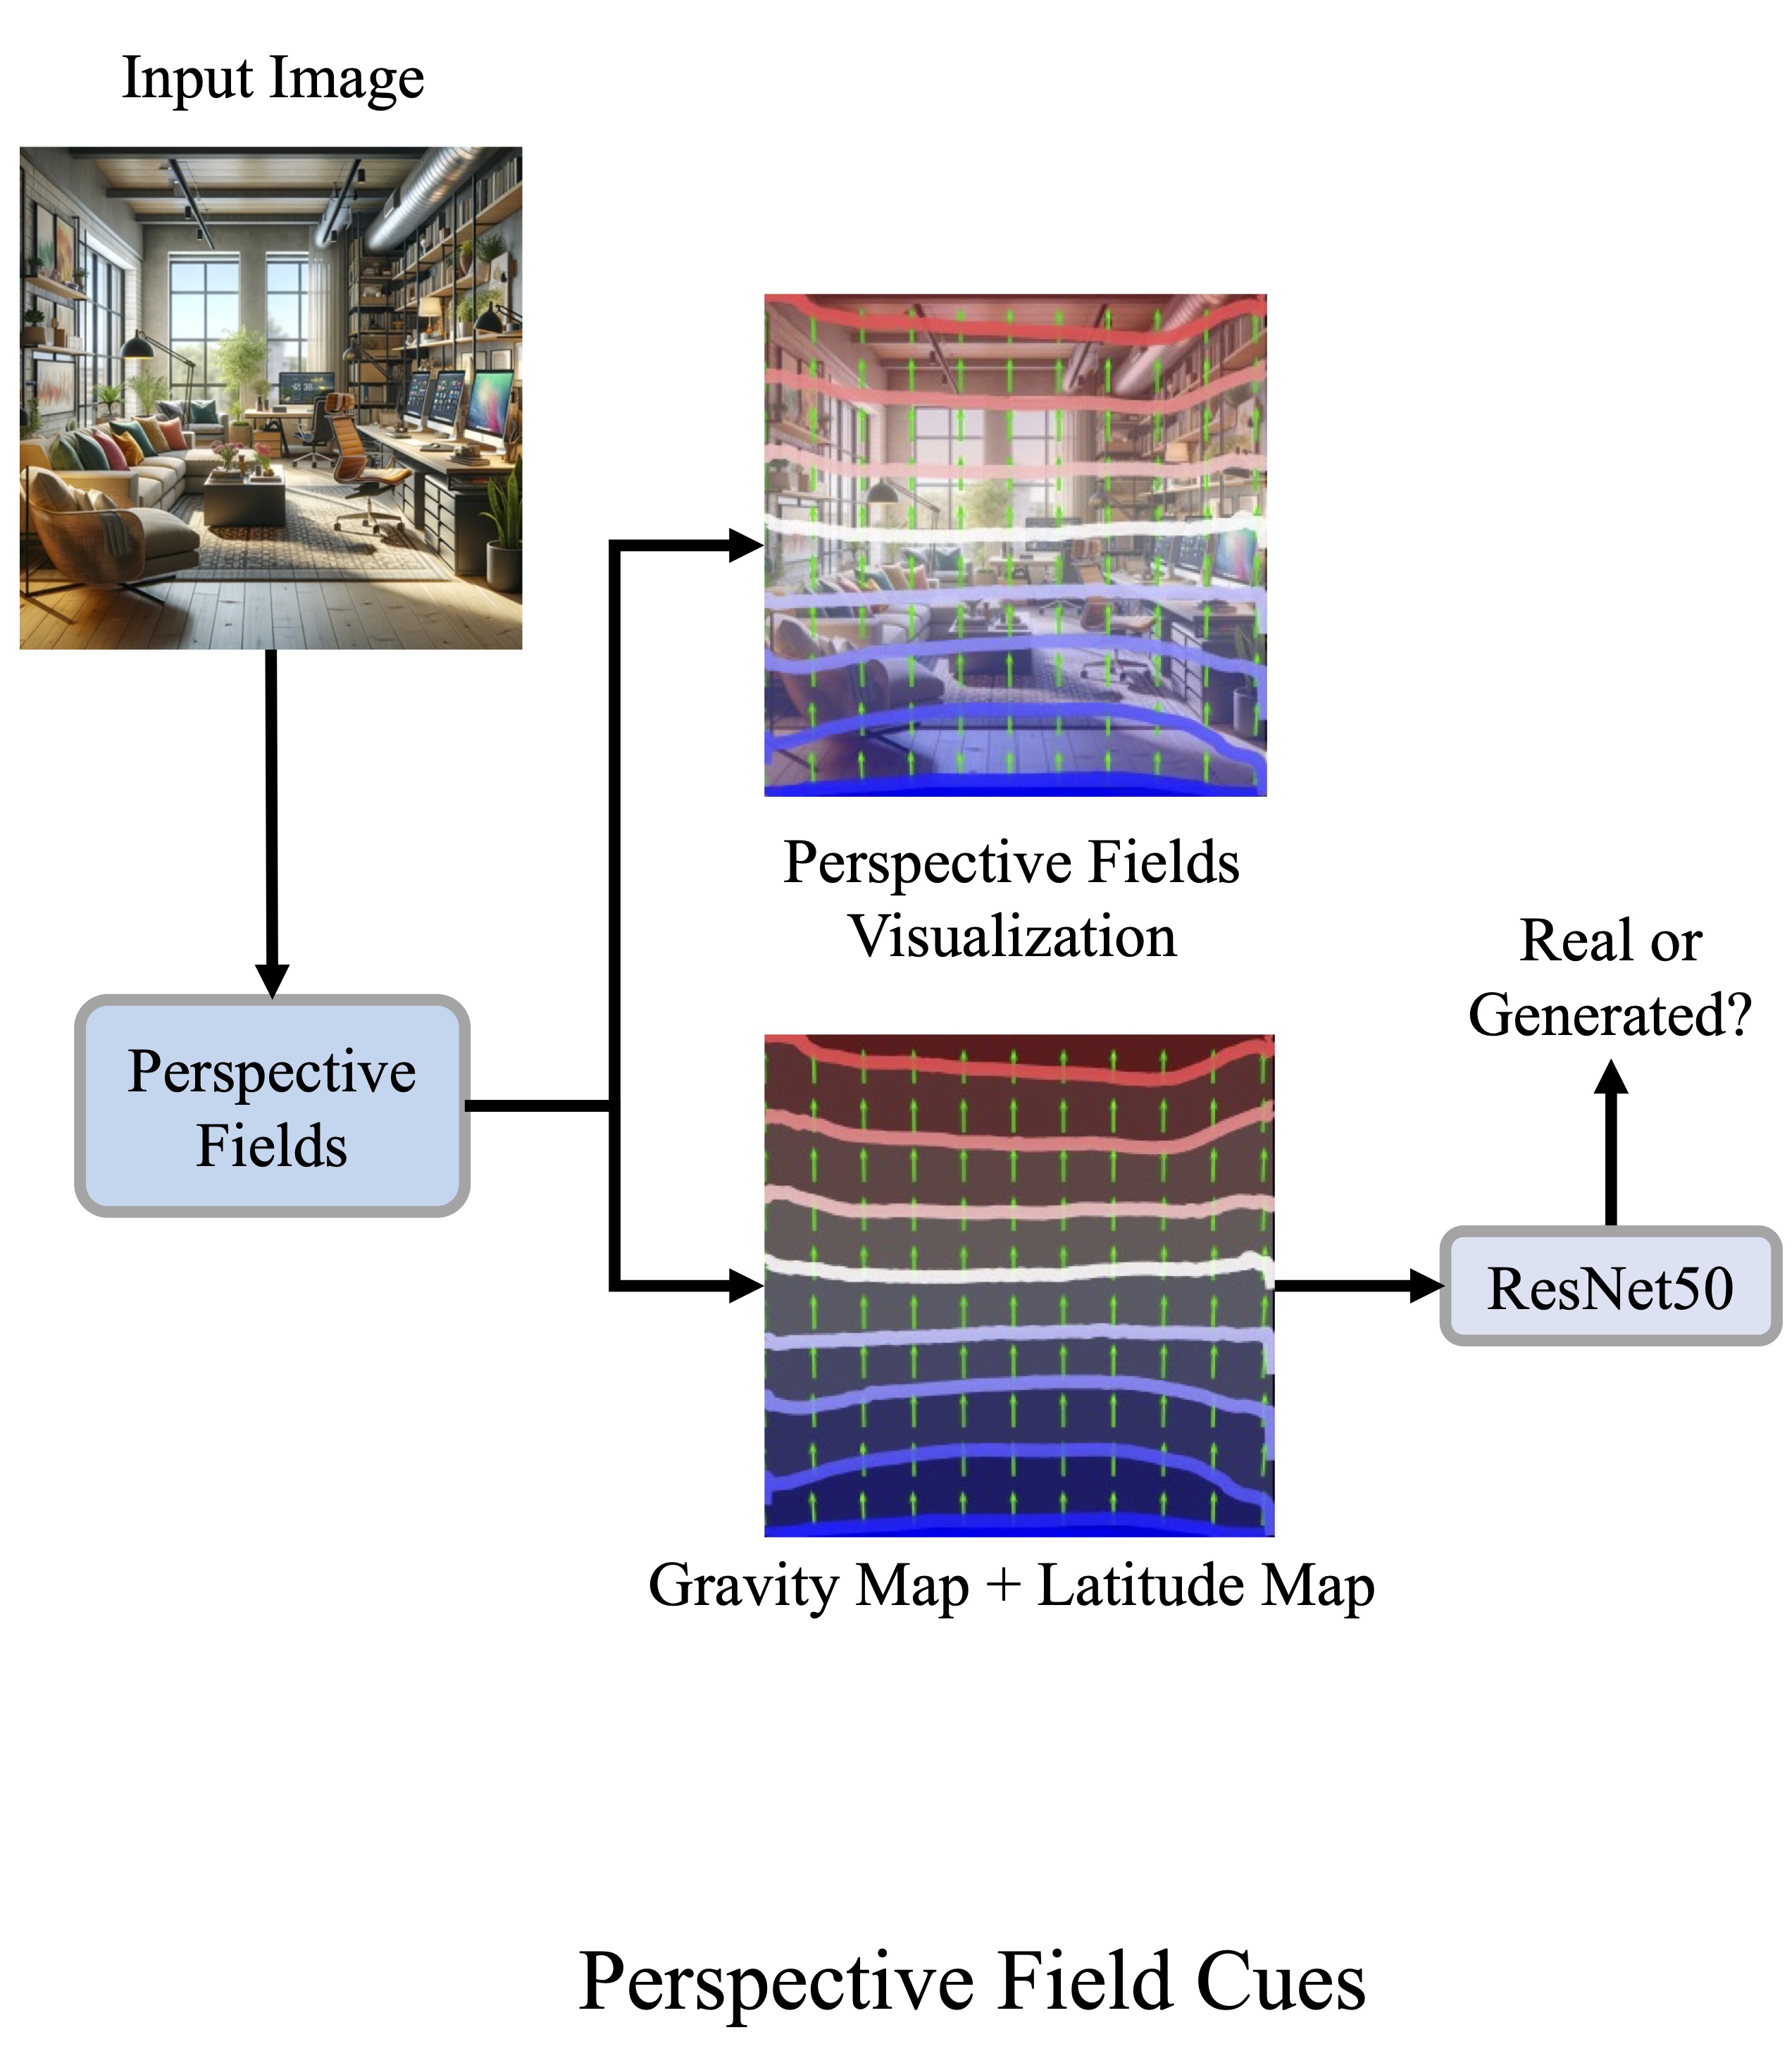 Input Image
Perspective Fields
Visualization
Real or
Generated?
Perspective
Fields
ResNet50
Gravity Map + Latitude Map
Perspective Field Cues